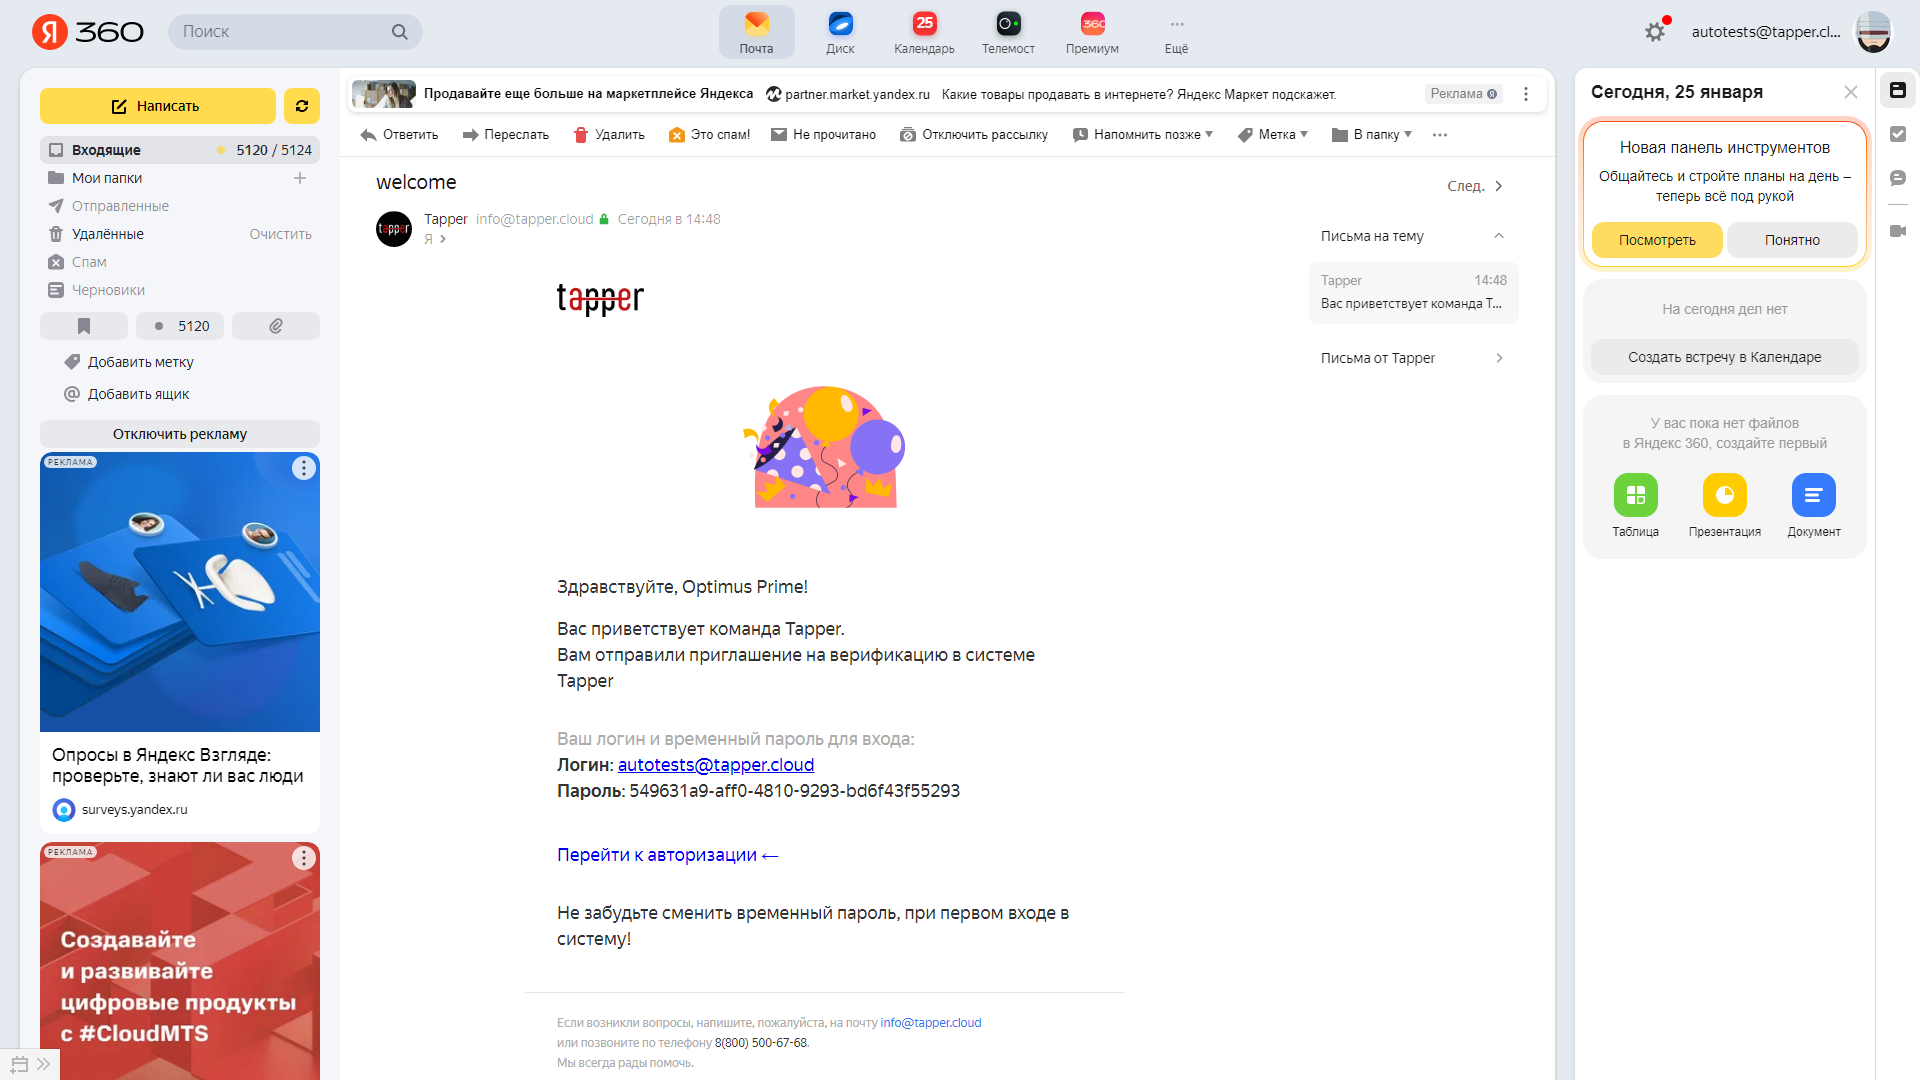 Я 360
Поиск
Почта
Диск
25
Календарь
Телемост
360
Премиум
Ещё
autotests@tapper.cl...
Написать
Входящие
5120 / 5124
Мои папки
Отправленные
Удалённые
Очистить
Спам
Черновики
5120
Добавить метку
Добавить ящик
Отключить рекламу
РЕКЛАМА
Опросы в Яндекс Взгляде:
проверьте, знают ли вас люди
surveys.yandex.ru
РЕКЛАМА
Создавайте
и развивайте
цифровые продукты
с #CloudMTS
Продавайте еще больше на маркетплейсе Яндекса partner.market.yandex.ru Какие товары продавать в интернете? Яндекс Маркет подскажет.
Реклама
Ответить
Переслать
Удалить
Это спам!
Не прочитано
Отключить рассылку
Напомнить позже
Метка
В папку
welcome
След.
tapper
Tapper info@tapper.cloud Сегодня в 14:48
Я
Письма на тему
Tapper 14:48
Вас приветствует команда Т...
Письма от Tapper
tapper
Здравствуйте, Optimus Prime!
Вас приветствует команда Tapper.
Вам отправили приглашение на верификацию в системе
Tapper
Ваш логин и временный пароль для входа:
Логин: autotests@tapper.cloud
Пароль: 549631a9-aff0-4810-9293-bd6f43f55293
Перейти к авторизации ←
Не забудьте сменить временный пароль, при первом входе в
систему!
Если возникли вопросы, напишите, пожалуйста, на почту info@tapper.cloud
или позвоните по телефону 8(800) 500-67-68.
Мы всегда рады помочь.
Сегодня, 25 января
Новая панель инструментов
Общайтесь и стройте планы на день –
теперь всё под рукой
Посмотреть
Понятно
На сегодня дел нет
Создать встречу в Календаре
У вас пока нет файлов
в Яндекс 360, создайте первый
Таблица
Презентация
Документ